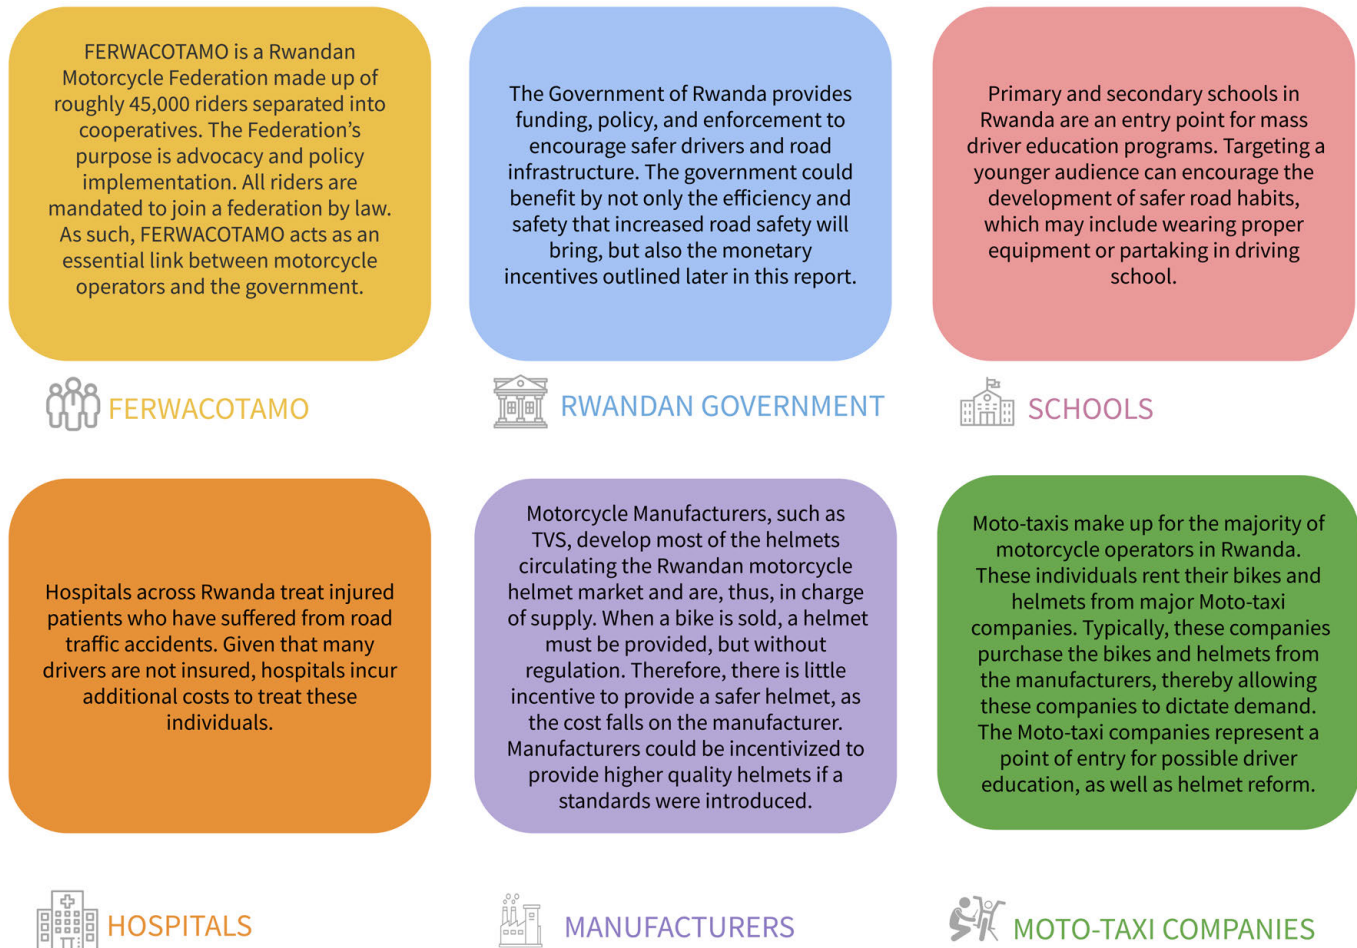 FERWACOTAMO is a Rwandan
Motorcycle Federation made up of
roughly 45,000 riders separated into
cooperatives. The Federation's
purpose is advocacy and policy
implementation. All riders are
mandated to join a federation by law.
As such, FERWACOTAMO acts as an
essential link between motorcycle
operators and the government.
FERWACOTAMO
The Government of Rwanda provides
funding, policy, and enforcement to
encourage safer drivers and road
infrastructure. The government could
benefit by not only the efficiency and
safety that increased road safety will
bring, but also the monetary
incentives outlined later in this report.
RWANDAN GOVERNMENT
Primary and secondary schools in
Rwanda are an entry point for mass
driver education programs. Targeting a
younger audience can encourage the
development of safer road habits,
which may include wearing proper
equipment or partaking in driving
school.
SCHOOLS
Hospitals across Rwanda treat injured
patients who have suffered from road
traffic accidents. Given that many
drivers are not insured, hospitals incur
additional costs to treat these
individuals.
HOSPITALS
Motorcycle Manufacturers, such as
TVS, develop most of the helmets
circulating the Rwandan motorcycle
helmet market and are, thus, in charge
of supply. When a bike is sold, a helmet
must be provided, but without
regulation. Therefore, there is little
incentive to provide a safer helmet, as
the cost falls on the manufacturer.
Manufacturers could be incentivized to
provide higher quality helmets if a
standards were introduced.
MANUFACTURERS
Moto-taxis make up for the majority of
motorcycle operators in Rwanda.
These individuals rent their bikes and
helmets from major Moto-taxi
companies. Typically, these companies
purchase the bikes and helmets from
the manufacturers, thereby allowing
these companies to dictate demand.
The Moto-taxi companies represent a
point of entry for possible driver
education, as well as helmet reform.
MOTO-TAXI COMPANIES